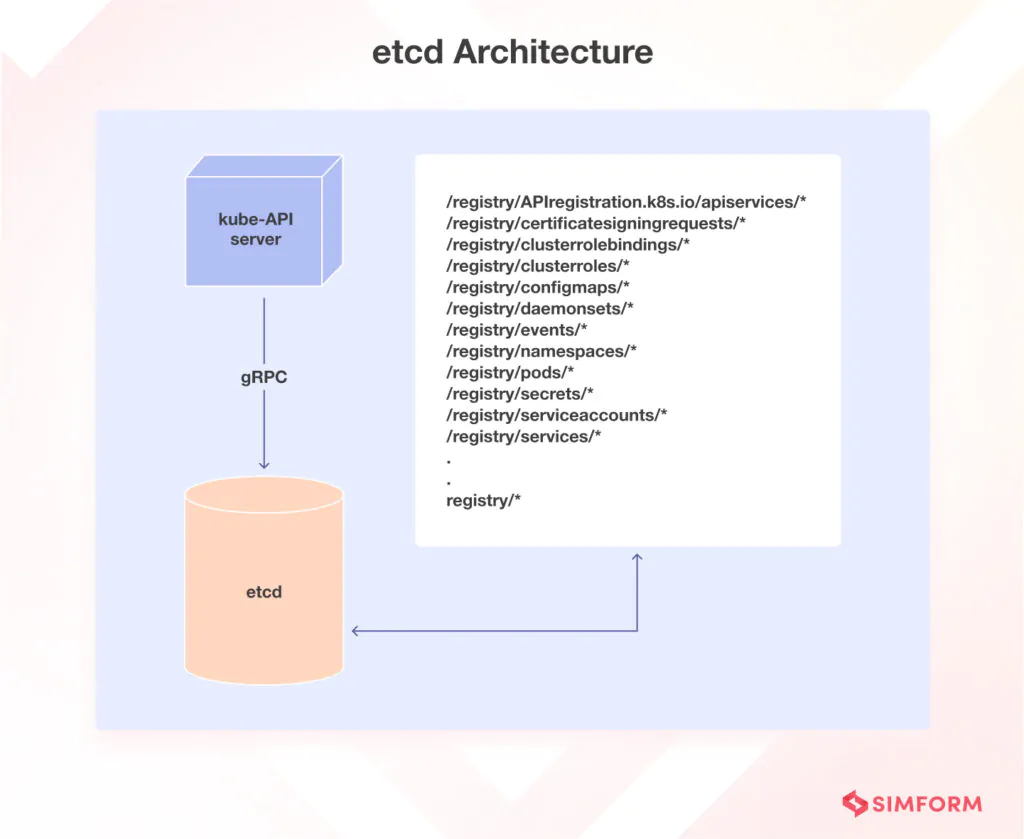 etcd Architecture
kube-API
server
gRPC
etcd
/registry/APIregistration.k8s.io/apiservices/*
/registry/certificatesigningrequests/*
/registry/clusterrolebindings/*
/registry/clusterroles/*
/registry/configmaps/*
/registry/daemonsets/*
/registry/events/*
/registry/namespaces/*
/registry/pods/*
/registry/secrets/*
/registry/serviceaccounts/*
/registry/services/*
.
.
registry/*
SIMFORM